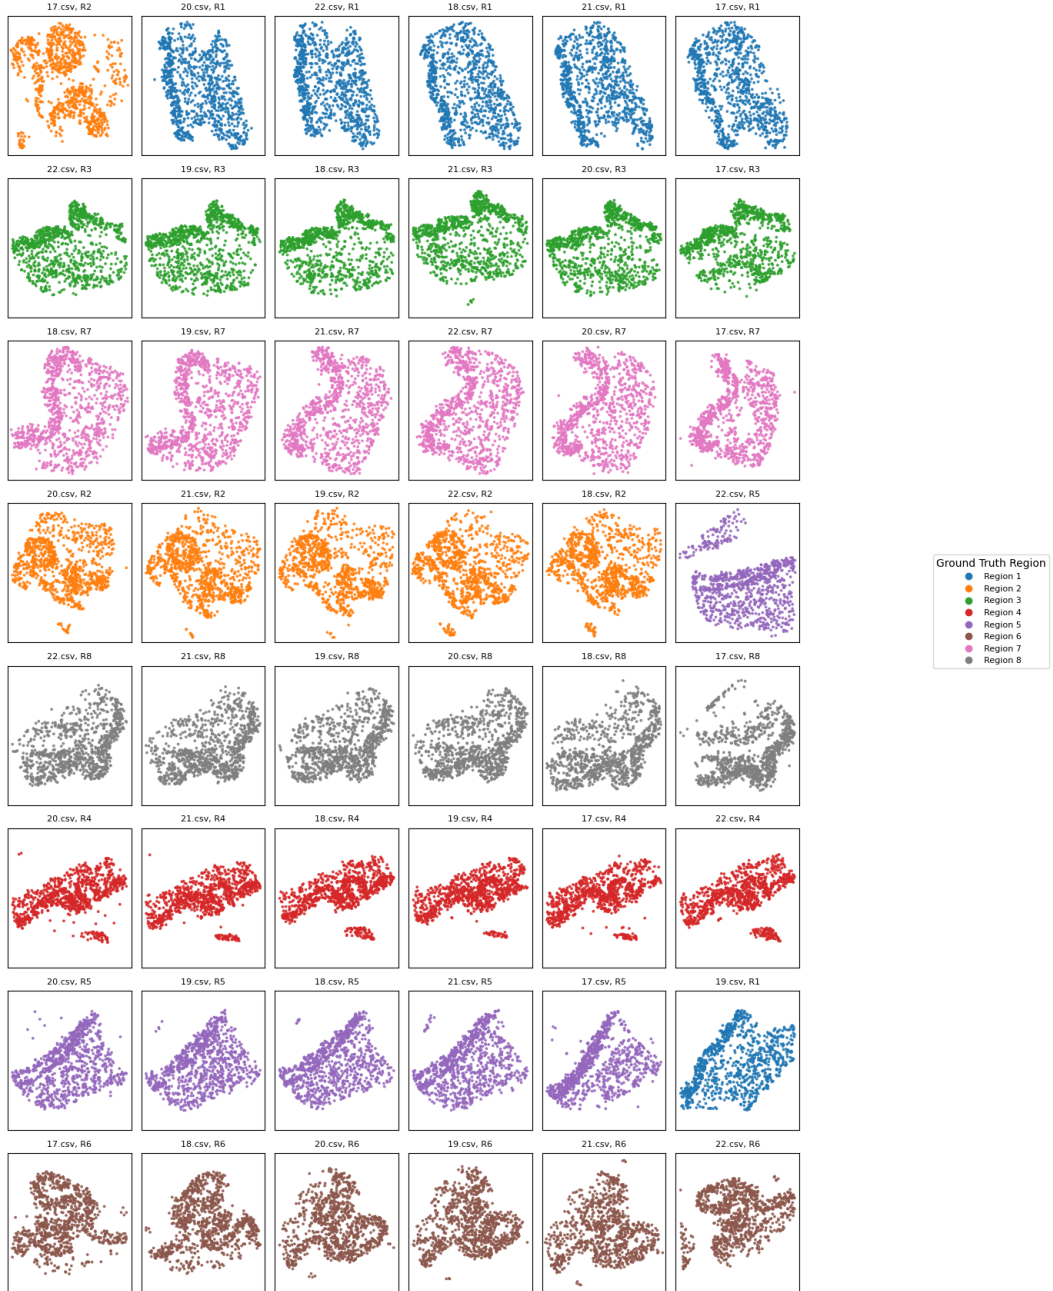 17.csv, R2
20.csv, R1
22.csv, R1
18.csv, R1
21.csv, R1
17.csv, R1
22.csv, R3
19.csv, R3
18.csv, R3
21.csv, R3
20.csv, R3
17.csv, R3
18.csv, R7
19.csv, R7
21.csv, R7
22.csv, R7
20.csv, R7
17.csv, R7
20.csv, R2
21.csv, R2
19.csv, R2
22.csv, R2
18.csv, R2
22.csv, R5
Ground Truth Region
Region 1
Region 2
Region 3
Region 4
Region 5
Region 6
Region 7
Region 8
22.csv, R8
21.csv, R8
19.csv, R8
20.csv, R8
18.csv, R8
17.csv, R8
20.csv, R4
21.csv, R4
18.csv, R4
19.csv, R4
17.csv, R4
22.csv, R4
20.csv, R5
19.csv, R5
18.csv, R5
21.csv, R5
17.csv, R5
19.csv, R1
17.csv, R6
18.csv, R6
20.csv, R6
19.csv, R6
21.csv, R6
22.csv, R6